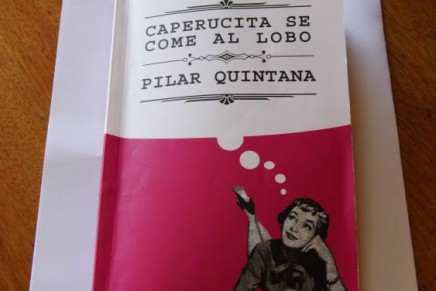 CAPERUCITA SE
COME AL LOBO
PILAR QUINTANA